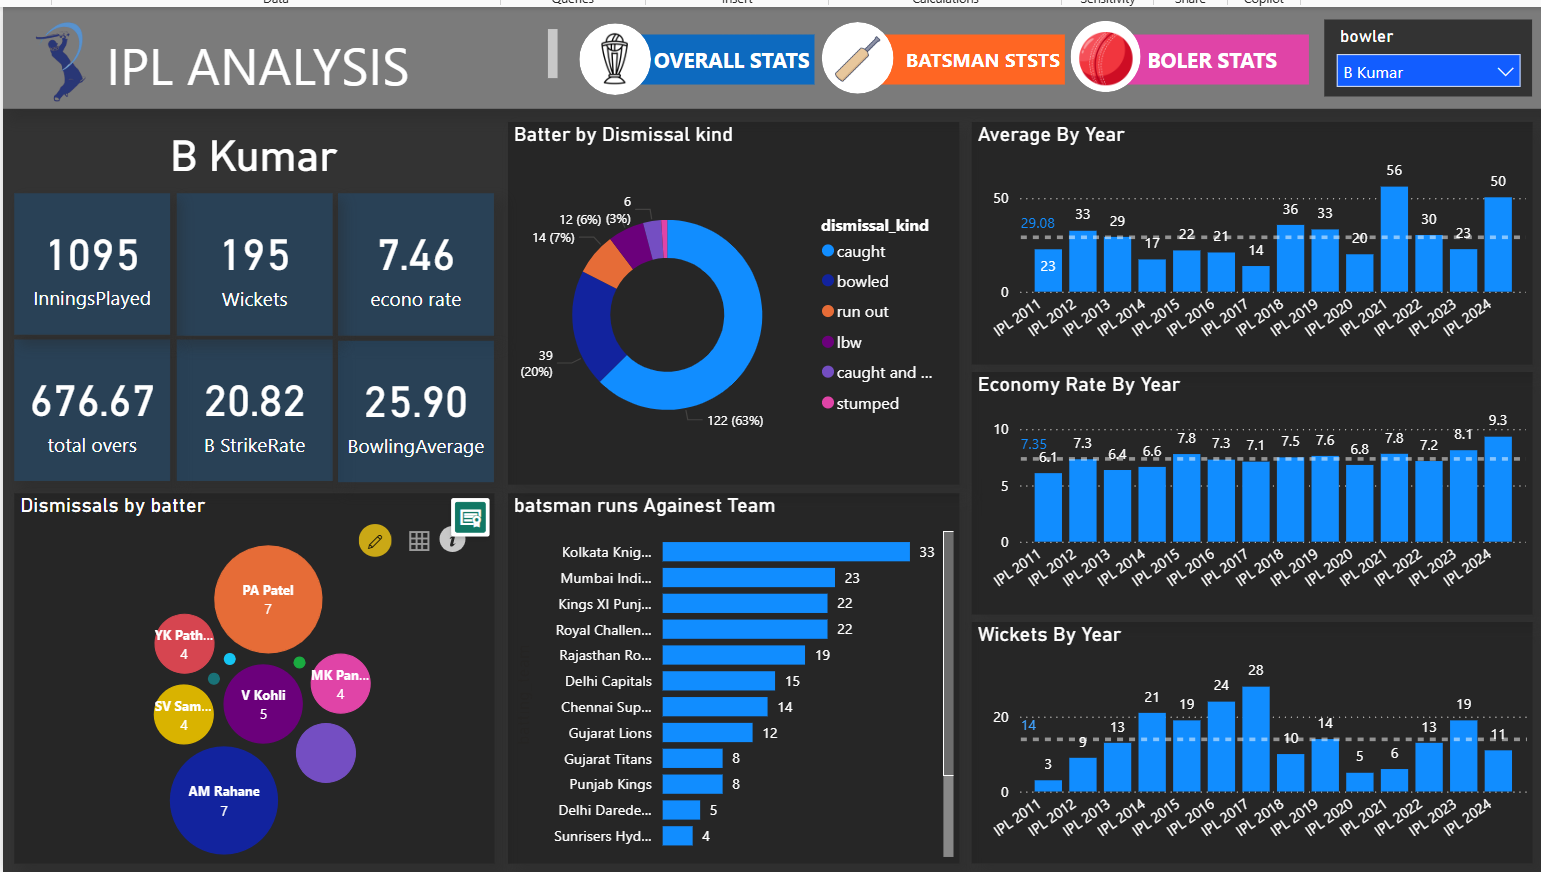 Data Queries Insert Calculations Sensitivity Share Copilot
IPL ANALYSIS
OVERALL STATS
BATSMAN STSTS
BOLER STATS
bowler
B Kumar
B Kumar
1095
InningsPlayed
195
Wickets
7.46
econo rate
676.67
total overs
20.82
B StrikeRate
25.90
BowlingAverage
Dismissals by batter
PA Patel
7
YK Path...
4
MK Pan...
4
V Kohli
5
SV Sam...
4
AM Rahane
7
Batter by Dismissal kind
6
(3%)
12 (6%)
14 (7%)
39
(20%)
122 (63%)
dismissal_kind
caught
bowled
run out
lbw
caught and ...
stumped
batsman runs Againest Team
Kolkata Knig... 33
Mumbai Indi... 23
Kings XI Punj... 22
Royal Challen... 22
Rajasthan Ro... 19
Delhi Capitals 15
Chennai Sup... 14
Gujarat Lions 12
Gujarat Titans 8
Punjab Kings 8
Delhi Darede... 5
Sunrisers Hyd... 4
Average By Year
50
0
29.08
23 33 29 17 22 21 14 36 33 20 56 30 23 50
IPL 2011 IPL 2012 IPL 2013 IPL 2014 IPL 2015 IPL 2016 IPL 2017 IPL 2018 IPL 2019 IPL 2020 IPL 2021 IPL 2022 IPL 2023 IPL 2024
Economy Rate By Year
10
5
0
7.35
6.1 7.3 6.4 6.6 7.8 7.3 7.1 7.5 7.6 6.8 7.8 7.2 8.1 9.3
IPL 2011 IPL 2012 IPL 2013 IPL 2014 IPL 2015 IPL 2016 IPL 2017 IPL 2018 IPL 2019 IPL 2020 IPL 2021 IPL 2022 IPL 2023 IPL 2024
Wickets By Year
20
0
14
3 9 13 21 19 24 28 10 14 5 6 13 19 11
IPL 2011 IPL 2012 IPL 2013 IPL 2014 IPL 2015 IPL 2016 IPL 2017 IPL 2018 IPL 2019 IPL 2020 IPL 2021 IPL 2022 IPL 2023 IPL 2024